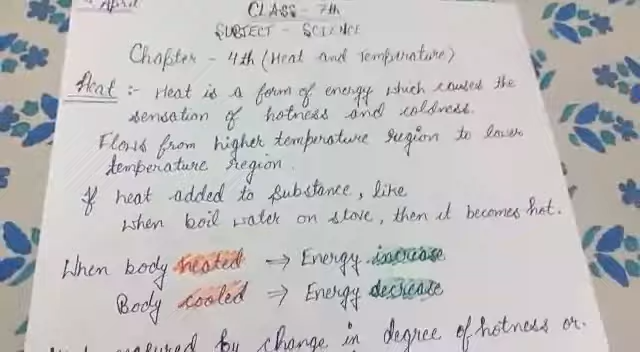 April
CLASS - 7th
SUBJECT - SCIENCE
Chapter - 4th (Heat and Temperature)
Heat :- Heat is a form of energy which causes the
sensation of hotness and coldness.
Flows from higher temperature region to lower
temperature region.
If heat added to substance, like
when boil water on stove, then it becomes hot.
When body heated → Energy increase
Body cooled → Energy decrease
by change in degree of hotness or